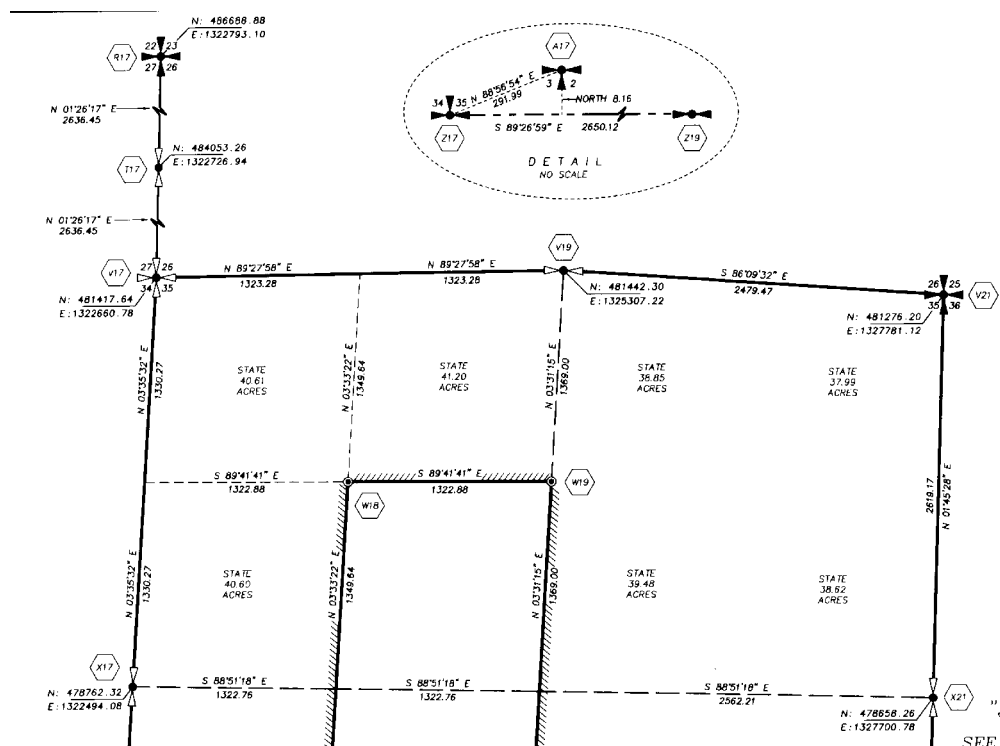 N: 486688.88
E:1322793.10
R17
22 23
27 26
N 01°26'17" E
2636.45
N: 484053.26
E:1322726.94
T17
N 01°26'17" E
2636.45
A17
3 2
N 88°56'54" E
291.99
34 35
NORTH 8.16
S 89°26'59" E 2650.12
Z17
Z19
DETAIL
NO SCALE
V17
27 26
34 35
N: 481417.64
E:1322660.78
N 89°27'58" E
1323.28
N 89°27'58" E
1323.28
V19
N: 481442.30
E:1325307.22
S 86°09'32" E
2479.47
26 25
35 36
V21
N: 481276.20
E:1327781.12
N 03°35'32" E
1330.27
STATE
40.61
ACRES
N 03°33'22" E
1349.64
STATE
41.20
ACRES
N 03°31'15" E
1369.00
STATE
38.85
ACRES
STATE
37.99
ACRES
2619.17
N 01°45'28" E
S 89°41'41" E
1322.88
W18
S 89°41'41" E
1322.88
W19
N 03°35'32" E
1330.27
STATE
40.60
ACRES
N 03°33'22" E
1349.64
N 03°31'15" E
1369.00
STATE
39.48
ACRES
STATE
38.62
ACRES
X17
N: 478762.32
E:1322494.08
S 88°51'18" E
1322.76
S 88°51'18" E
1322.76
S 88°51'18" E
2562.21
N: 478658.26
E:1327700.78
X21
SEE